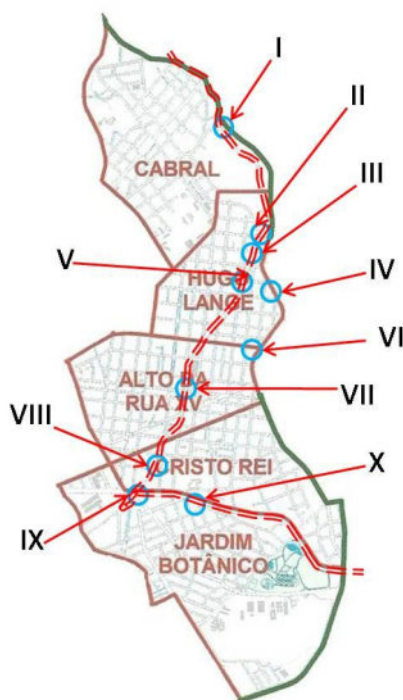 I
II
CABRAL
III
V
HUGO
LANGE
IV
VI
ALTO DA
RUA XV
VII
VIII
CRISTO REI
X
IX
JARDIM
BOTÂNICO